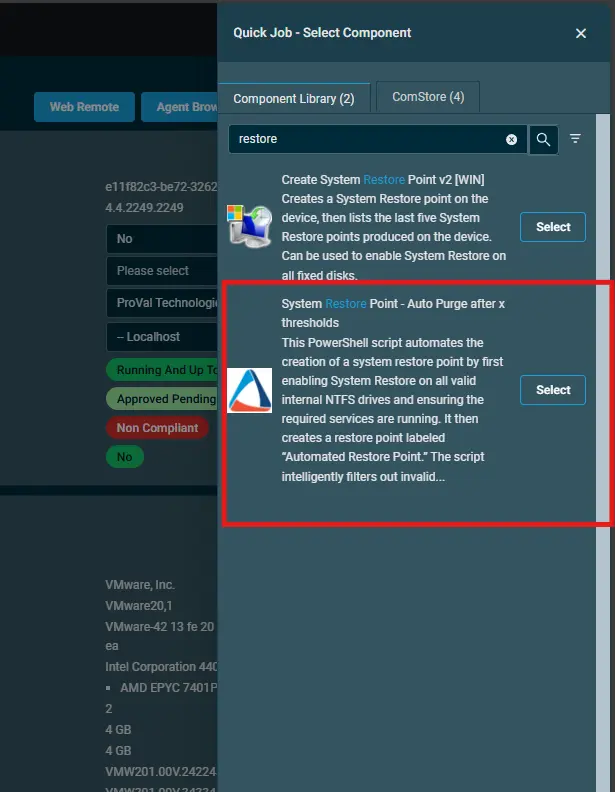 Quick Job - Select Component
Component Library (2)
ComStore (4)
Web Remote
Agent Brow
restore
e11f82c3-be72-3262
4.4.2249.2249
No
Please select
ProVal Technologie
-- Localhost
Running And Up To
Approved Pending
Non Compliant
No
Create System Restore Point v2 [WIN]
Creates a System Restore point on the
device, then lists the last five System
Restore points produced on the device.
Can be used to enable System Restore on
all fixed disks.
Select
System Restore Point - Auto Purge after x
thresholds
This PowerShell script automates the
creation of a system restore point by first
enabling System Restore on all valid
internal NTFS drives and ensuring the
required services are running. It then
creates a restore point labeled
“Automated Restore Point.” The script
intelligently filters out invalid...
Select
VMware, Inc.
VMware20,1
VMware-42 13 fe 20
ea
Intel Corporation 440
▪ AMD EPYC 7401P
2
4 GB
4 GB
VMW201.00V.24224
VMW201.00V.24224